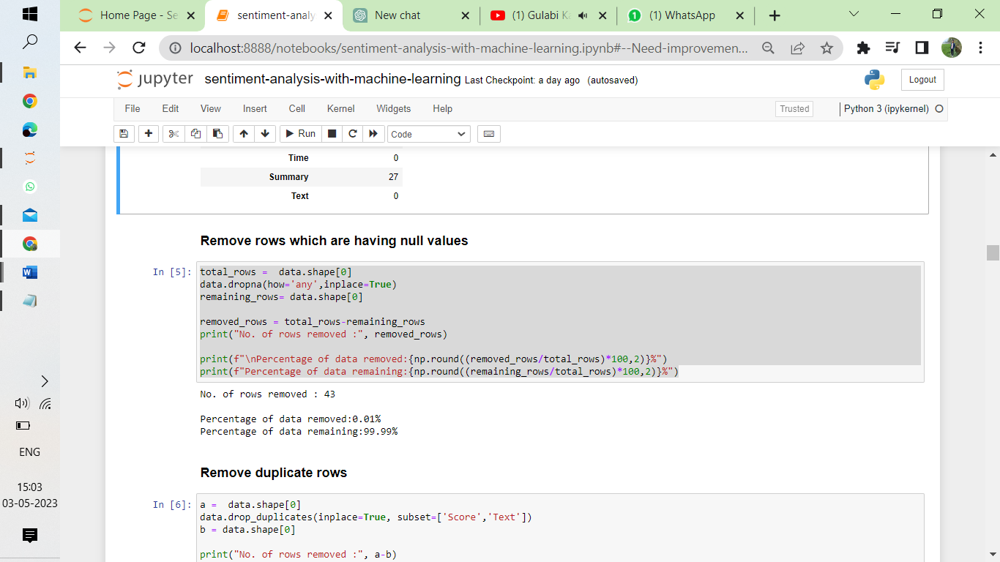 Home Page - Se
sentiment-analy
New chat
(1) Gulabi Ka
(1) WhatsApp
localhost:8888/notebooks/sentiment-analysis-with-machine-learning.ipynb#--Need-improvemen...
jupyter sentiment-analysis-with-machine-learning Last Checkpoint: a day ago (autosaved)
Logout
File Edit View Insert Cell Kernel Widgets Help
Trusted
Python 3 (ipykernel)
Run
Code
Time 0
Summary 27
Text 0
Remove rows which are having null values
In [5]:
total_rows =  data.shape[0]
data.dropna(how='any',inplace=True)
remaining_rows= data.shape[0]
removed_rows = total_rows-remaining_rows
print("No. of rows removed :", removed_rows)
print(f"\nPercentage of data removed:{np.round((removed_rows/total_rows)*100,2)}%")
print(f"Percentage of data remaining:{np.round((remaining_rows/total_rows)*100,2)}%")
No. of rows removed : 43
Percentage of data removed:0.01%
Percentage of data remaining:99.99%
Remove duplicate rows
In [6]:
a =  data.shape[0]
data.drop_duplicates(inplace=True, subset=['Score','Text'])
b = data.shape[0]
print("No. of rows removed :", a-b)
ENG
15:03
03-05-2023